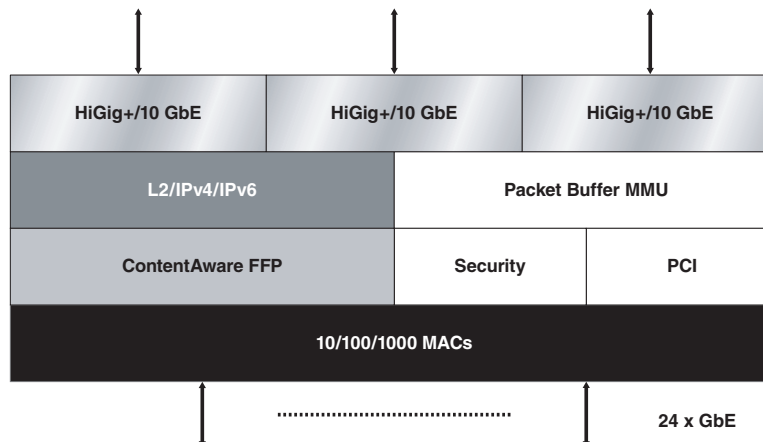 HiGig+/10 GbE
HiGig+/10 GbE
HiGig+/10 GbE
L2/IPv4/IPv6
Packet Buffer MMU
ContentAware FFP
Security
PCI
10/100/1000 MACs
24 x GbE